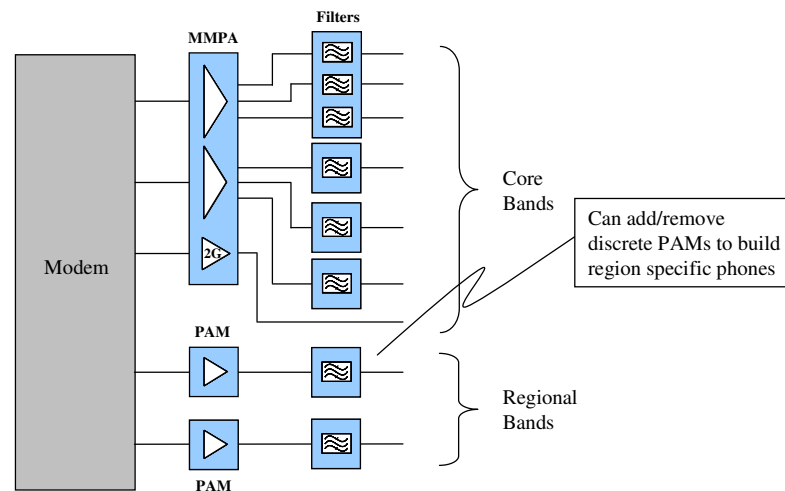 Filters
MMPA
2G
Modem
Core
Bands
Can add/remove
discrete PAMs to build
region specific phones
PAM
Regional
Bands
PAM